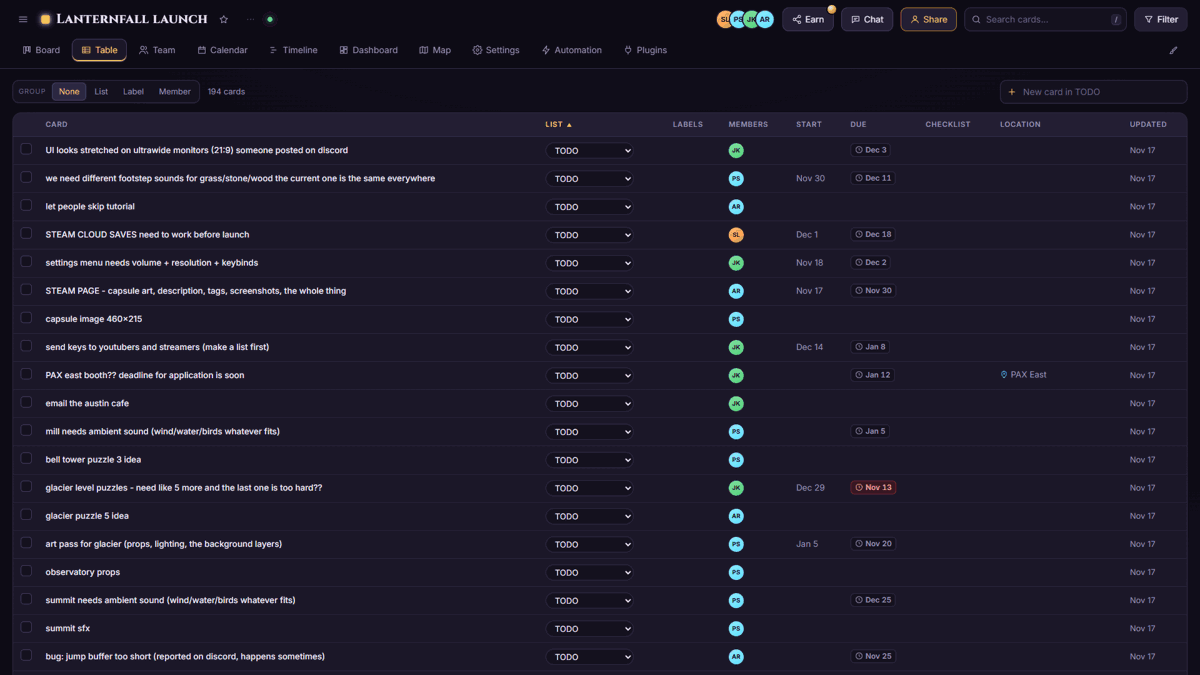 LANTERNFALL LAUNCH
SL PS JK AR
Earn
Chat
Share
Search cards... /
Filter
Board Table Team Calendar Timeline Dashboard Map Settings Automation Plugins
GROUP None List Label Member 194 cards
+ New card in TODO
CARD LIST ▲ LABELS MEMBERS START DUE CHECKLIST LOCATION UPDATED
UI looks stretched on ultrawide monitors (21:9) someone posted on discord TODO JK Dec 3 Nov 17
we need different footstep sounds for grass/stone/wood the current one is the same everywhere TODO PS Nov 30 Dec 11 Nov 17
let people skip tutorial TODO AR Nov 17
STEAM CLOUD SAVES need to work before launch TODO SL Dec 1 Dec 18 Nov 17
settings menu needs volume + resolution + keybinds TODO JK Nov 18 Dec 2 Nov 17
STEAM PAGE - capsule art, description, tags, screenshots, the whole thing TODO AR Nov 17 Nov 30 Nov 17
capsule image 460×215 TODO PS Nov 17
send keys to youtubers and streamers (make a list first) TODO JK Dec 14 Jan 8 Nov 17
PAX east booth?? deadline for application is soon TODO JK Jan 12 PAX East Nov 17
email the austin cafe TODO JK Nov 17
mill needs ambient sound (wind/water/birds whatever fits) TODO PS Jan 5 Nov 17
bell tower puzzle 3 idea TODO PS Nov 17
glacier level puzzles - need like 5 more and the last one is too hard?? TODO JK Dec 29 Nov 13 Nov 17
glacier puzzle 5 idea TODO AR Nov 17
art pass for glacier (props, lighting, the background layers) TODO PS Jan 5 Nov 20 Nov 17
observatory props TODO PS Nov 17
summit needs ambient sound (wind/water/birds whatever fits) TODO PS Dec 25 Nov 17
summit sfx TODO PS Nov 17
bug: jump buffer too short (reported on discord, happens sometimes) TODO AR Nov 25 Nov 17